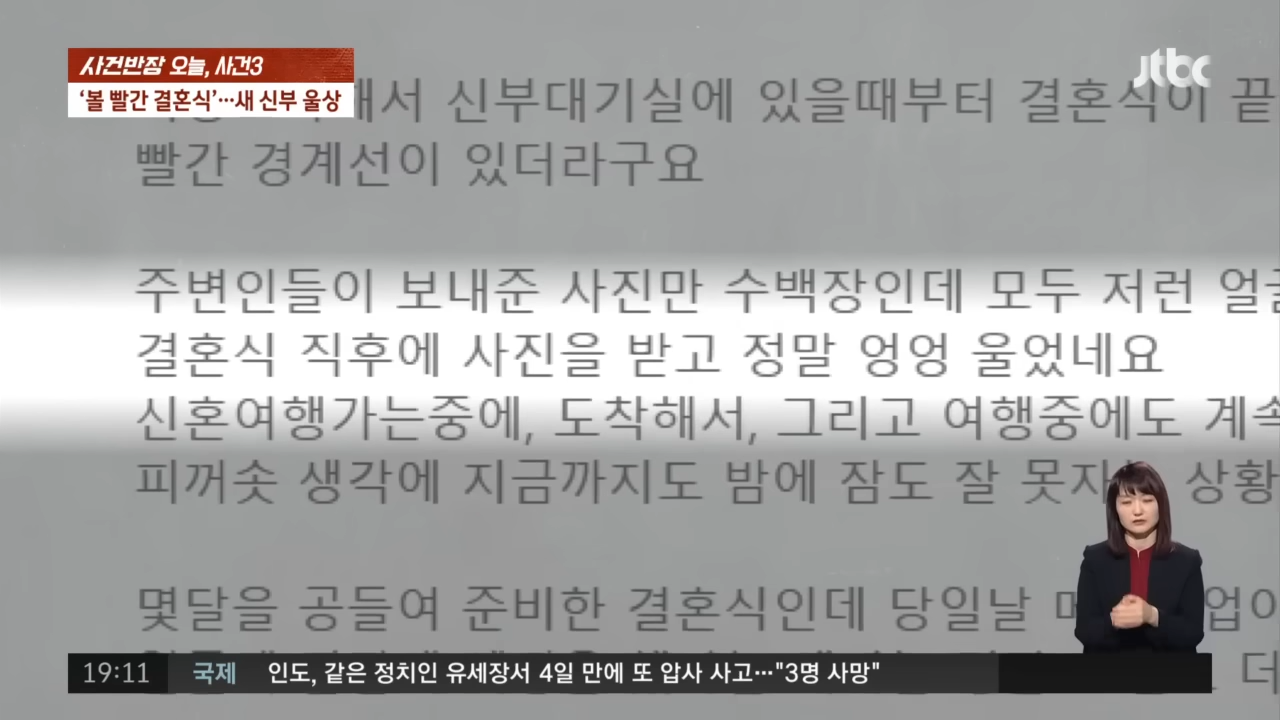 사건반장 오늘, 사건3
‘볼 빨간 결혼식’…새 신부 울상
jtbc
신부대기실에 있을때부터 결혼식이
빨간 경계선이 있더라구요
주변인들이 보내준 사진만 수백장인데 모두 저런
결혼식 직후에 사진을 받고 정말 엉엉 울었네요
신혼여행가는중에, 도착해서, 그리고 여행중에도
피꺼솟 생각에 지금까지도 밤에 잠도 잘
몇달을 공들여 준비한 결혼식인데 당일날
19:11 국제 인도, 같은 정치인 유세장서 4일 만에 또 압사 사고…"3명 사망"